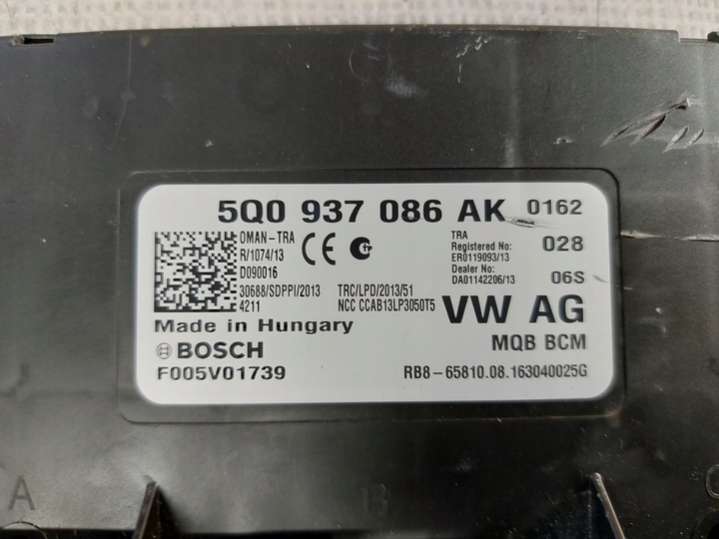 5Q0 937 086 AK 0162
OMAN-TRA
R/1074/13
D090016
30688/SDPPI/2013
4211
CE
TRC/LPD/2013/51
NCC CCAB13LP3050T5
TRA
Registered No:
ER0119093/13
Dealer No:
DA01142206/13
028
06S
Made in Hungary
VW AG
BOSCH
MQB BCM
F005V01739
RB8-65810.08.163040025G
A
B